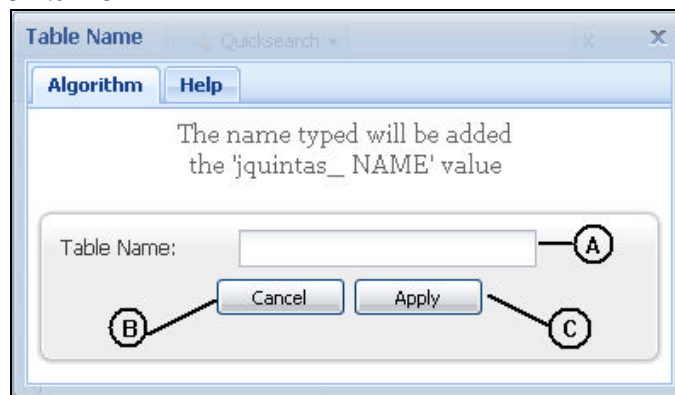 Table Name
Quicksearch
x
x
Algorithm Help
The name typed will be added
the 'jquintas_ NAME' value
Table Name:
A
Cancel Apply
B
C